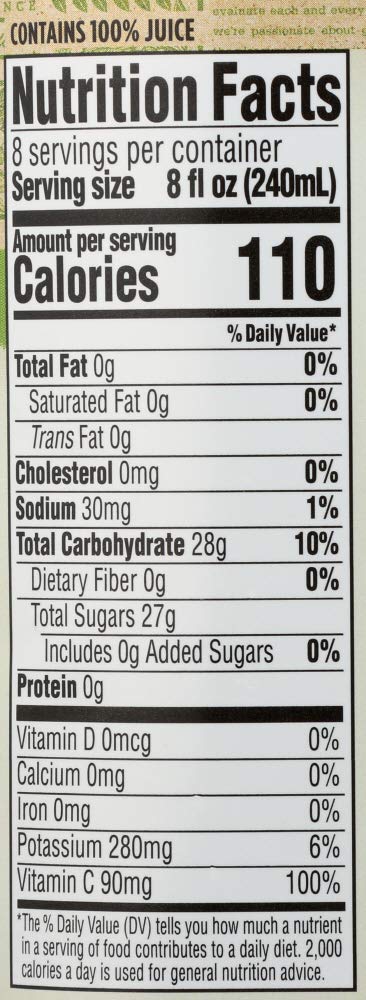 NCE
evaluate each and every
CONTAINS 100% JUICE
we're passionate about
Nutrition Facts
8 servings per container
Serving size 8 fl oz (240mL)
Amount per serving
Calories 110
% Daily Value*
Total Fat 0g 0%
Saturated Fat 0g 0%
Trans Fat 0g
Cholesterol 0mg 0%
Sodium 30mg 1%
Total Carbohydrate 28g 10%
Dietary Fiber 0g 0%
Total Sugars 27g
Includes 0g Added Sugars 0%
Protein 0g
Vitamin D 0mcg 0%
Calcium 0mg 0%
Iron 0mg 0%
Potassium 280mg 6%
Vitamin C 90mg 100%
*The % Daily Value (DV) tells you how much a nutrient
in a serving of food contributes to a daily diet. 2,000
calories a day is used for general nutrition advice.